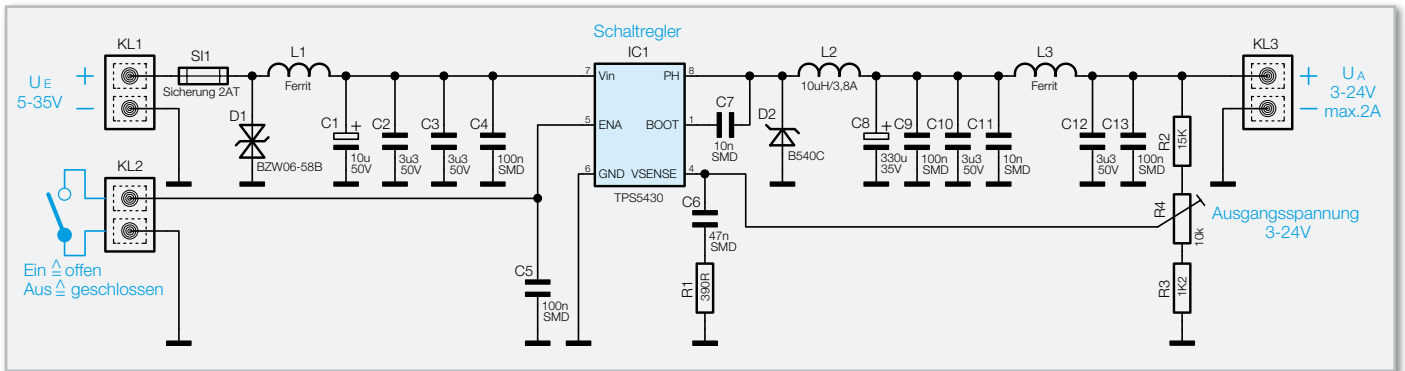 Schaltregler
KL1
SI1
L1
IC1
L2
L3
KL3
U E
5-35V
+
−
Sicherung 2AT
Ferrit
7
Vin
PH
8
10uH/3,8A
Ferrit
+
−
U A
3-24V
max.2A
D1
BZW06-58B
C1
+
10u
50V
C2
3u3
50V
C3
3u3
50V
C4
100n
SMD
5
ENA
BOOT
1
C7
10n
SMD
D2
B540C
C8
+
330u
35V
C9
100n
SMD
C10
3u3
50V
C11
10n
SMD
C12
3u3
50V
C13
100n
SMD
R2
15K
KL2
6
GND
VSENSE
4
TPS5430
C6
47n
SMD
R4
10k
Ausgangsspannung
3-24V
Ein ≙ offen
Aus ≙ geschlossen
C5
100n
SMD
R1
390R
R3
1K2